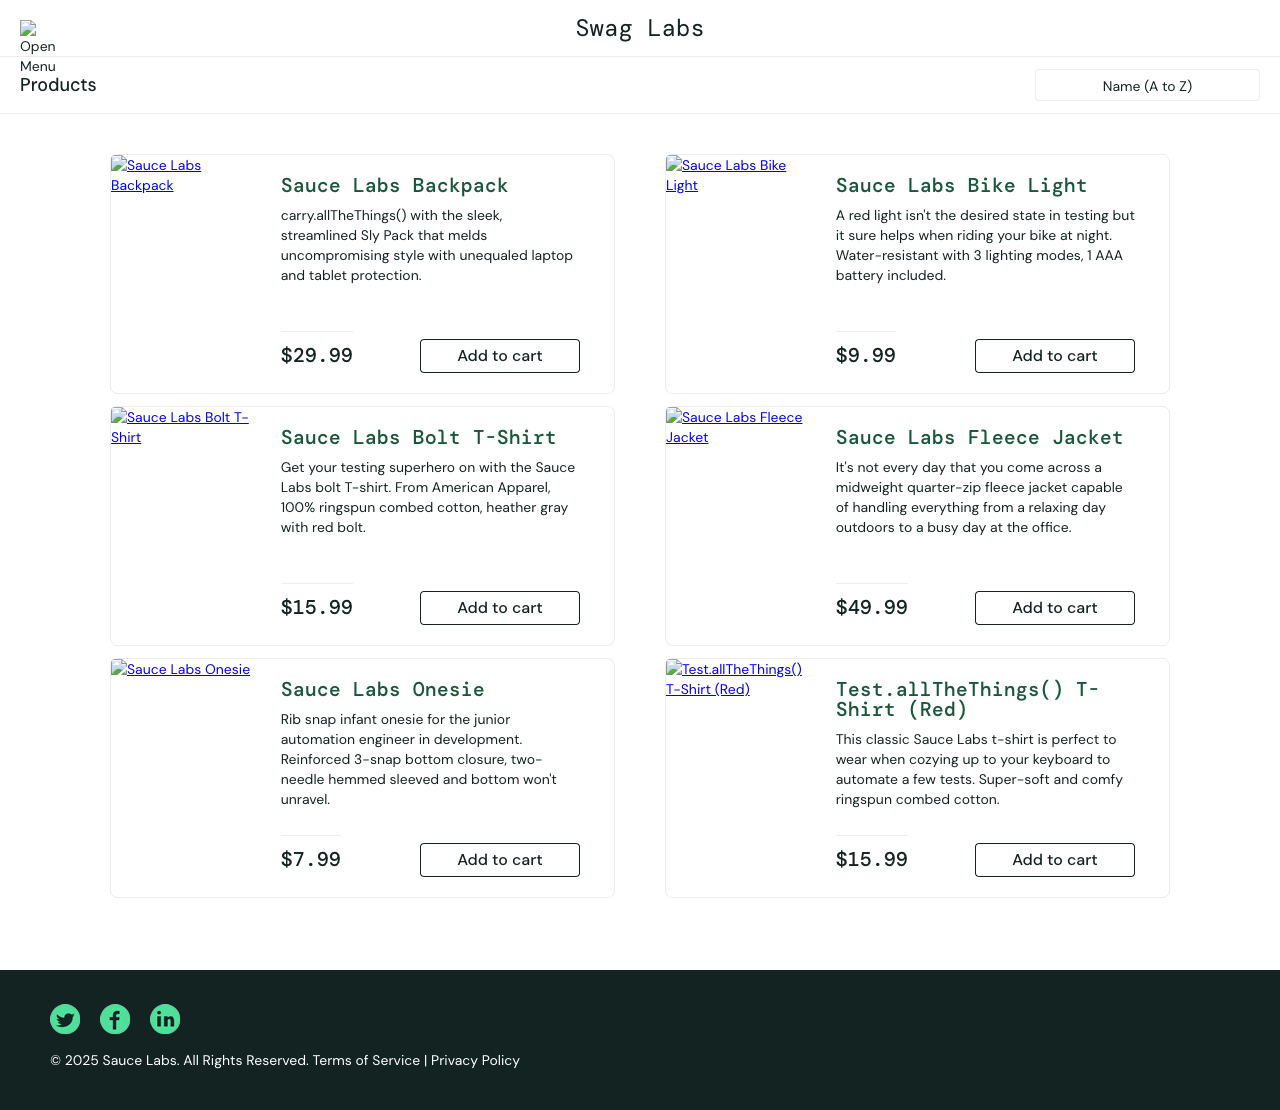 Swag Labs
Open
Menu
Products
Name (A to Z)
Sauce Labs
Backpack
Sauce Labs Backpack
carry.allTheThings() with the sleek,
streamlined Sly Pack that melds
uncompromising style with unequaled laptop
and tablet protection.
$29.99
Add to cart
Sauce Labs Bike
Light
Sauce Labs Bike Light
A red light isn't the desired state in testing but
it sure helps when riding your bike at night.
Water-resistant with 3 lighting modes, 1 AAA
battery included.
$9.99
Add to cart
Sauce Labs Bolt T-
Shirt
Sauce Labs Bolt T-Shirt
Get your testing superhero on with the Sauce
Labs bolt T-shirt. From American Apparel,
100% ringspun combed cotton, heather gray
with red bolt.
$15.99
Add to cart
Sauce Labs Fleece
Jacket
Sauce Labs Fleece Jacket
It's not every day that you come across a
midweight quarter-zip fleece jacket capable
of handling everything from a relaxing day
outdoors to a busy day at the office.
$49.99
Add to cart
Sauce Labs Onesie
Sauce Labs Onesie
Rib snap infant onesie for the junior
automation engineer in development.
Reinforced 3-snap bottom closure, two-
needle hemmed sleeved and bottom won't
unravel.
$7.99
Add to cart
Test.allTheThings()
T-Shirt (Red)
Test.allTheThings() T-
Shirt (Red)
This classic Sauce Labs t-shirt is perfect to
wear when cozying up to your keyboard to
automate a few tests. Super-soft and comfy
ringspun combed cotton.
$15.99
Add to cart
© 2025 Sauce Labs. All Rights Reserved. Terms of Service | Privacy Policy